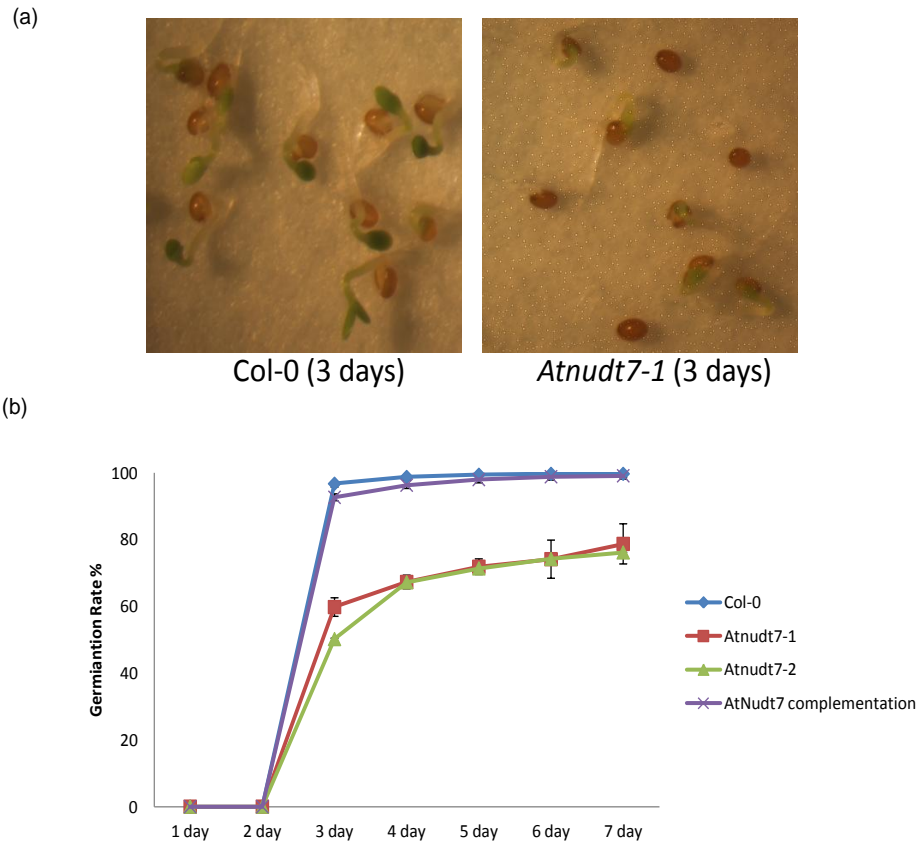 (a)
Col-0 (3 days)
Atnudt7-1 (3 days)
(b)
Germiantion Rate %
100
80
60
40
20
0
1 day
2 day
3 day
4 day
5 day
6 day
7 day
Col-0
Atnudt7-1
Atnudt7-2
AtNudt7 complementation